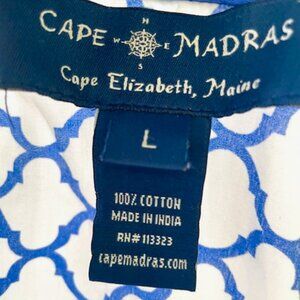 N
CAPE W E MADRAS
S
Cape Elizabeth, Maine
L
100% COTTON
MADE IN INDIA
RN# 113323
capemadras.com